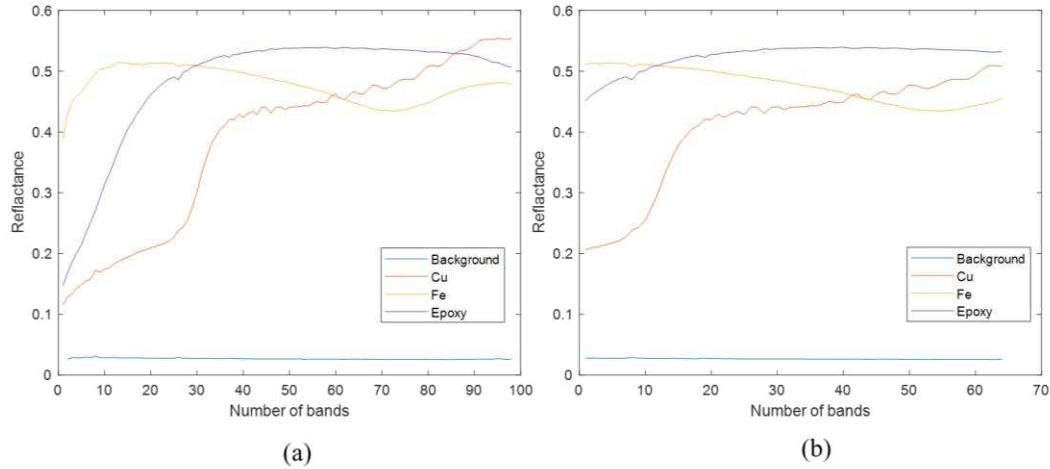 0.6
0.5
0.4
0.3
0.2
0.1
0
Reflactance
0 10 20 30 40 50 60 70 80 90 100
Number of bands
Background
Cu
Fe
Epoxy
(a)
0.6
0.5
0.4
0.3
0.2
0.1
0
Reflactance
0 10 20 30 40 50 60 70
Number of bands
Background
Cu
Fe
Epoxy
(b)